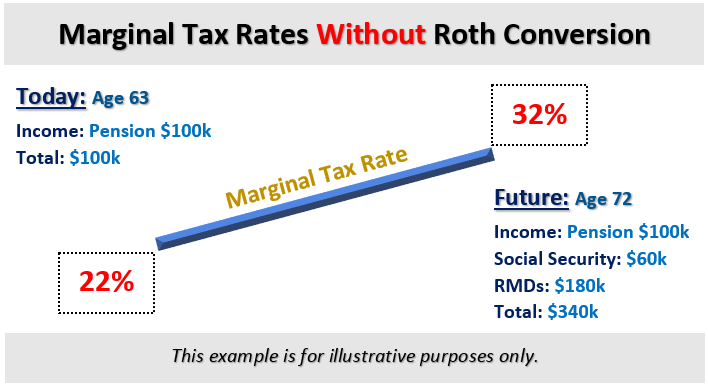 Marginal Tax Rates Without Roth Conversion
Today: Age 63
Income: Pension $100k
Total: $100k
22%
Marginal Tax Rate
32%
Future: Age 72
Income: Pension $100k
Social Security: $60k
RMDs: $180k
Total: $340k
This example is for illustrative purposes only.